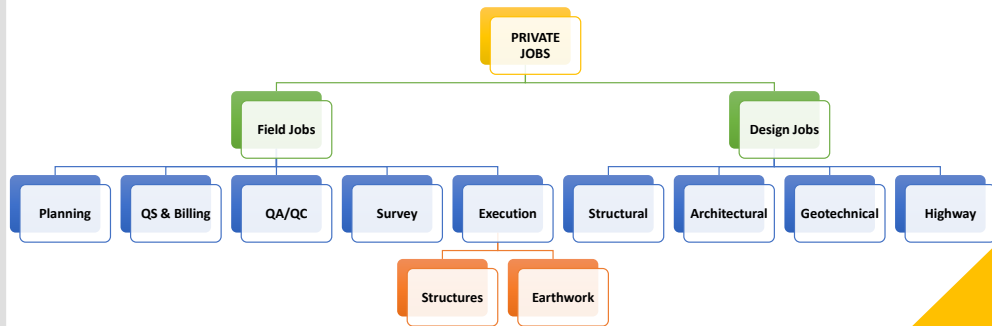 PRIVATE
JOBS
Field Jobs
Design Jobs
Planning
QS & Billing
QA/QC
Survey
Execution
Structural
Architectural
Geotechnical
Highway
Structures
Earthwork